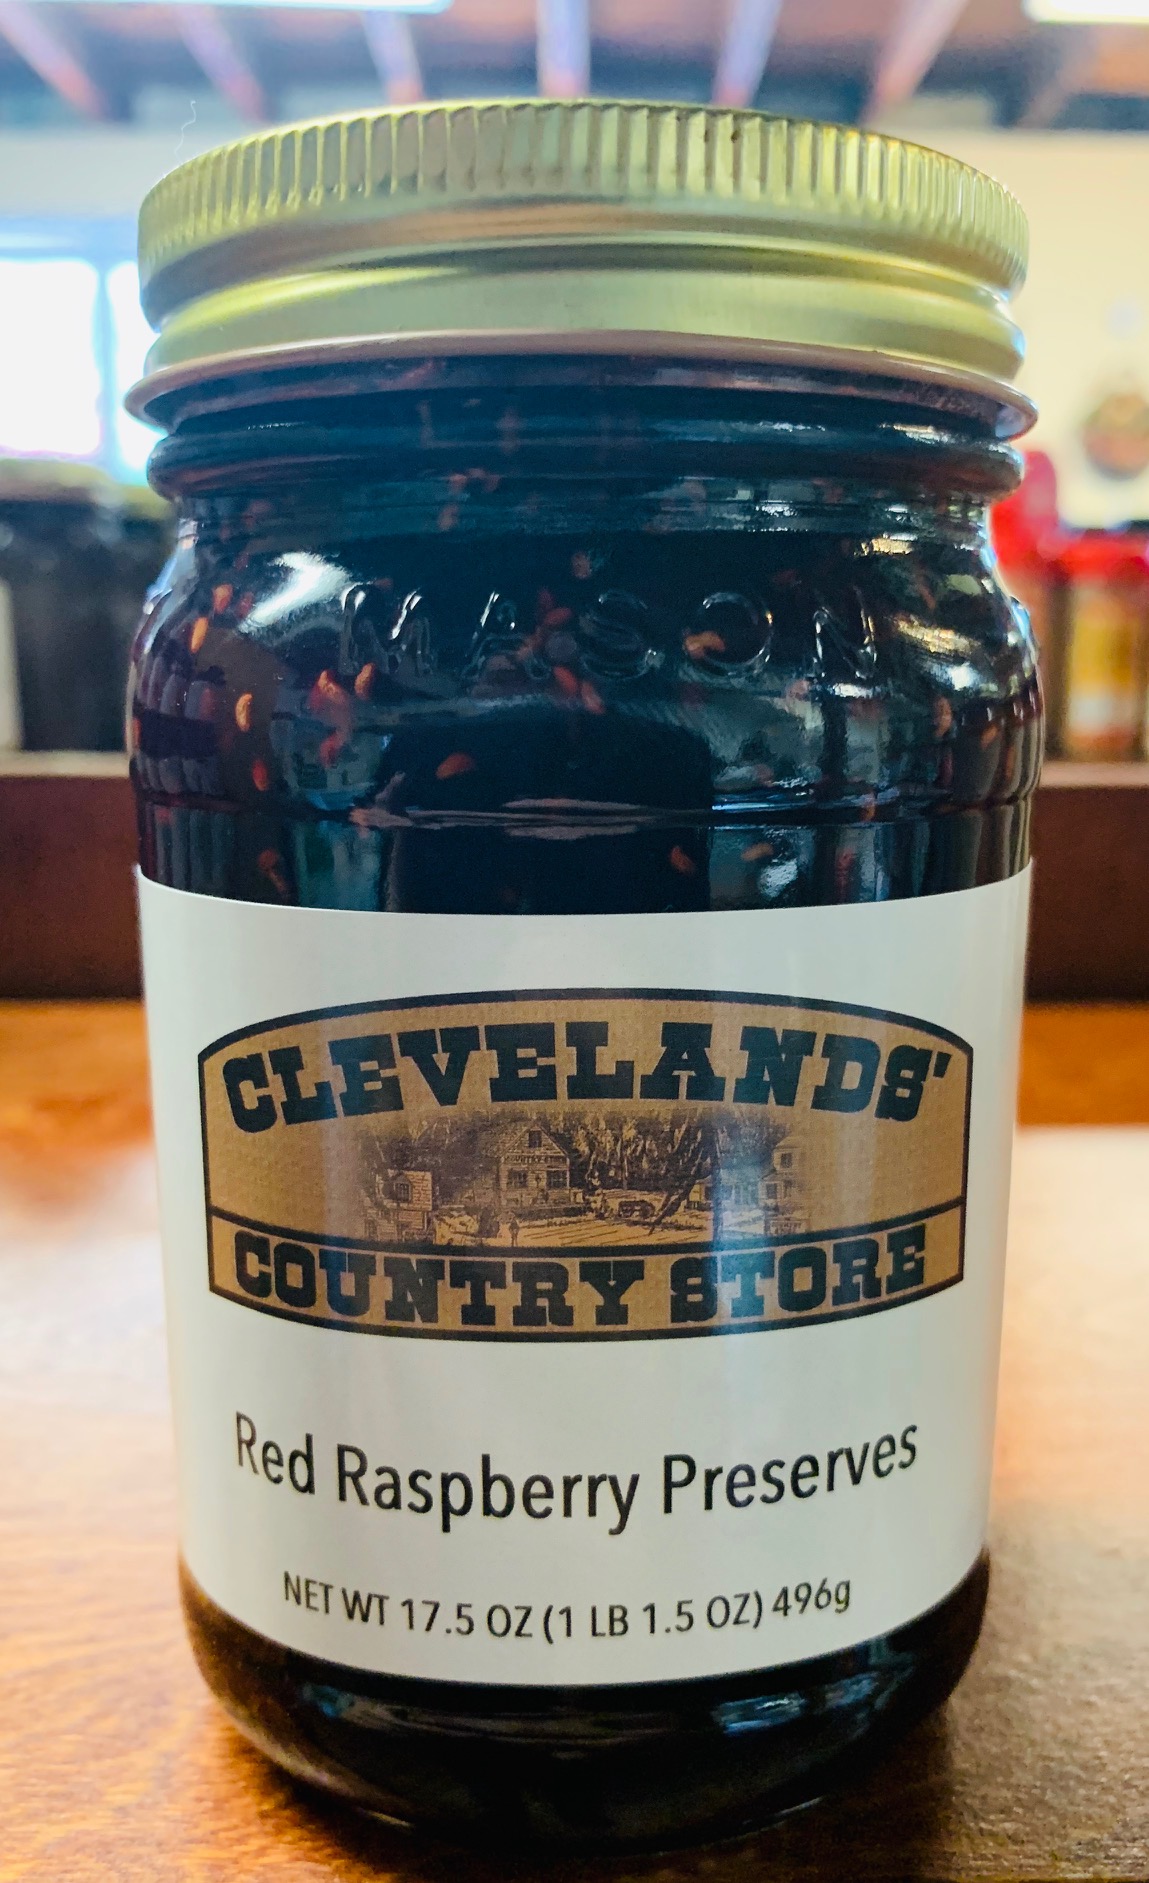 MASON
CLEVELANDS'
COUNTRY STORE
Red Raspberry Preserves
NET WT 17.5 OZ (1 LB 1.5 OZ) 496g